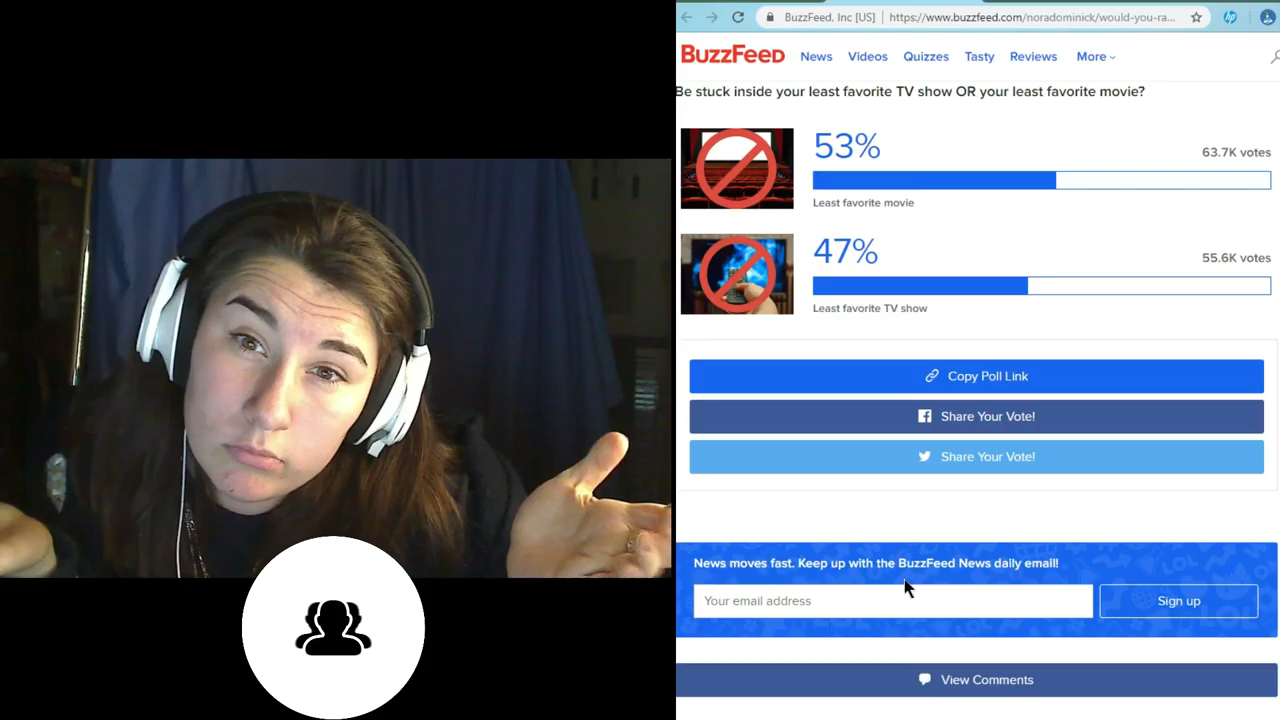 BuzzFeed, Inc [US]
https://www.buzzfeed.com/noradominick/would-you-ra...
BuzzFeed
News
Videos
Quizzes
Tasty
Reviews
More
Be stuck inside your least favorite TV show OR your least favorite movie?
53%
63.7K votes
Least favorite movie
47%
55.6K votes
Least favorite TV show
Copy Poll Link
Share Your Vote!
Share Your Vote!
News moves fast. Keep up with the BuzzFeed News daily email!
Your email address
Sign up
View Comments